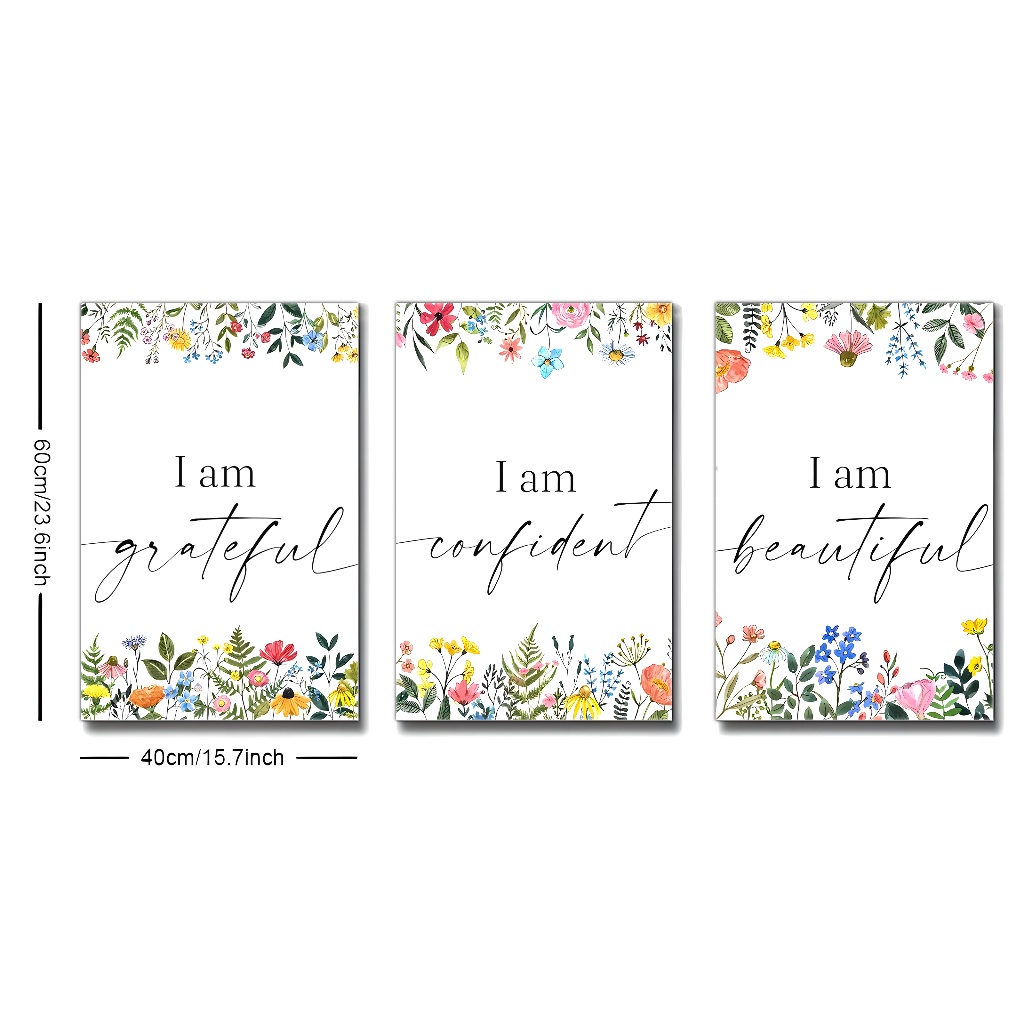 60cm/23.6inch
I am
grateful
I am
confident
I am
beautiful
40cm/15.7inch